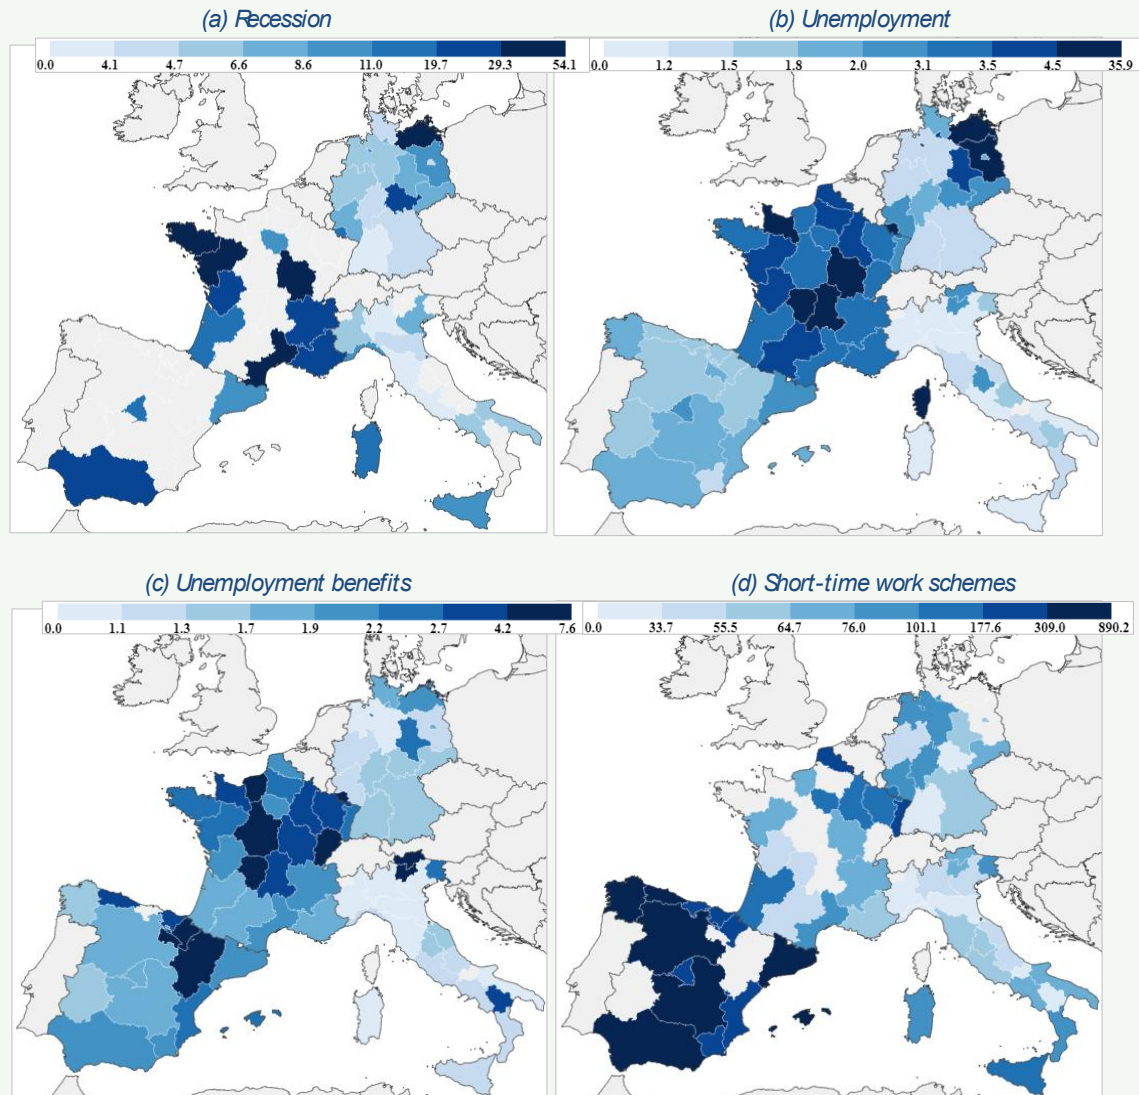 (a) Recession
0.0 4.1 4.7 6.6 8.6 11.0 19.7 29.3 54.1
(b) Unemployment
0.0 1.2 1.5 1.8 2.0 3.1 3.5 4.5 35.9
(c) Unemployment benefits
0.0 1.1 1.3 1.7 1.9 2.2 2.7 4.2 7.6
(d) Short-time work schemes
0.0 33.7 55.5 64.7 76.0 101.1 177.6 309.0 890.2